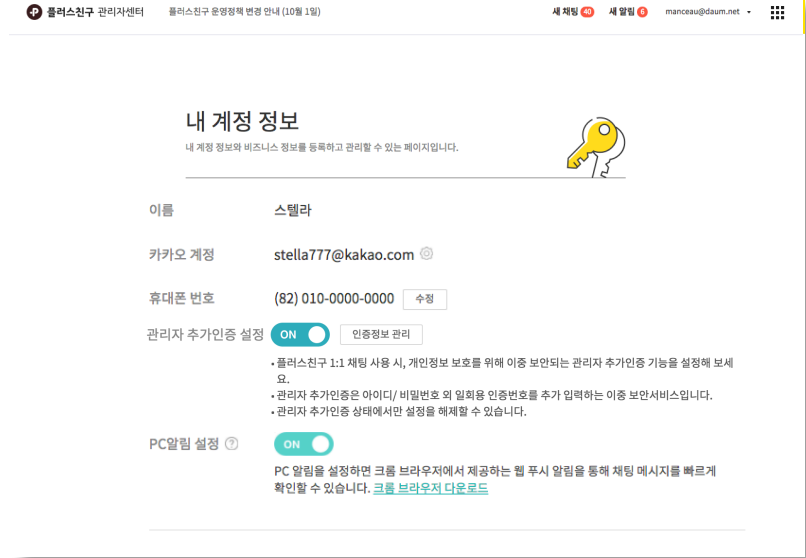 플러스친구 관리자센터 플러스친구 운영정책 변경 안내 (10월 1일) 새 채팅 40 새 알림 6 manceau@daum.net
내 계정 정보
내 계정 정보와 비즈니스 정보를 등록하고 관리할 수 있는 페이지입니다.
이름 스텔라
카카오 계정 stella777@kakao.com
휴대폰 번호 (82) 010-0000-0000 수정
관리자 추가인증 설정 ON 인증정보 관리
• 플러스친구 1:1 채팅 사용 시, 개인정보 보호를 위해 이중 보안되는 관리자 추가인증 기능을 설정해 보세
요.
• 관리자 추가인증은 아이디/ 비밀번호 외 일회용 인증번호를 추가 입력하는 이중 보안서비스입니다.
• 관리자 추가인증 상태에서만 설정을 해제할 수 있습니다.
PC알림 설정 ? ON
PC 알림을 설정하면 크롬 브라우저에서 제공하는 웹 푸시 알림을 통해 채팅 메시지를 빠르게
확인할 수 있습니다. 크롬 브라우저 다운로드